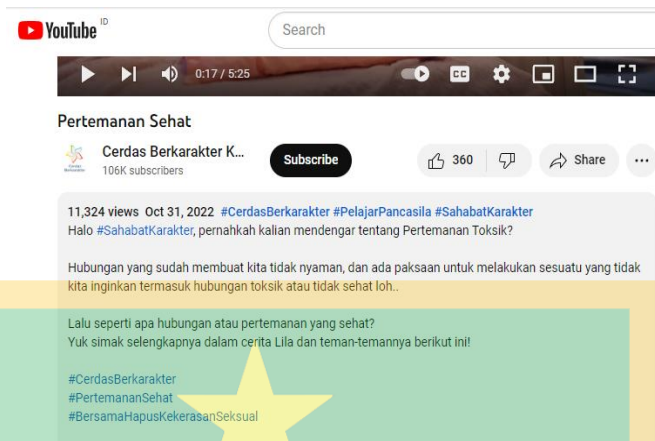 YouTube ID
Search
0:17 / 5:25
CC
Pertemanan Sehat
Cerdas Berkarakter K...
106K subscribers
Subscribe
360
Share
11,324 views Oct 31, 2022 #CerdasBerkarakter #PelajarPancasila #SahabatKarakter
Halo #SahabatKarakter, pernahkah kalian mendengar tentang Pertemanan Toksik?
Hubungan yang sudah membuat kita tidak nyaman, dan ada paksaan untuk melakukan sesuatu yang tidak
kita inginkan termasuk hubungan toksik atau tidak sehat loh..
Lalu seperti apa hubungan atau pertemanan yang sehat?
Yuk simak selengkapnya dalam cerita Lila dan teman-temannya berikut ini!
#CerdasBerkarakter
#PertemananSehat
#BersamaHapusKekerasanSeksual